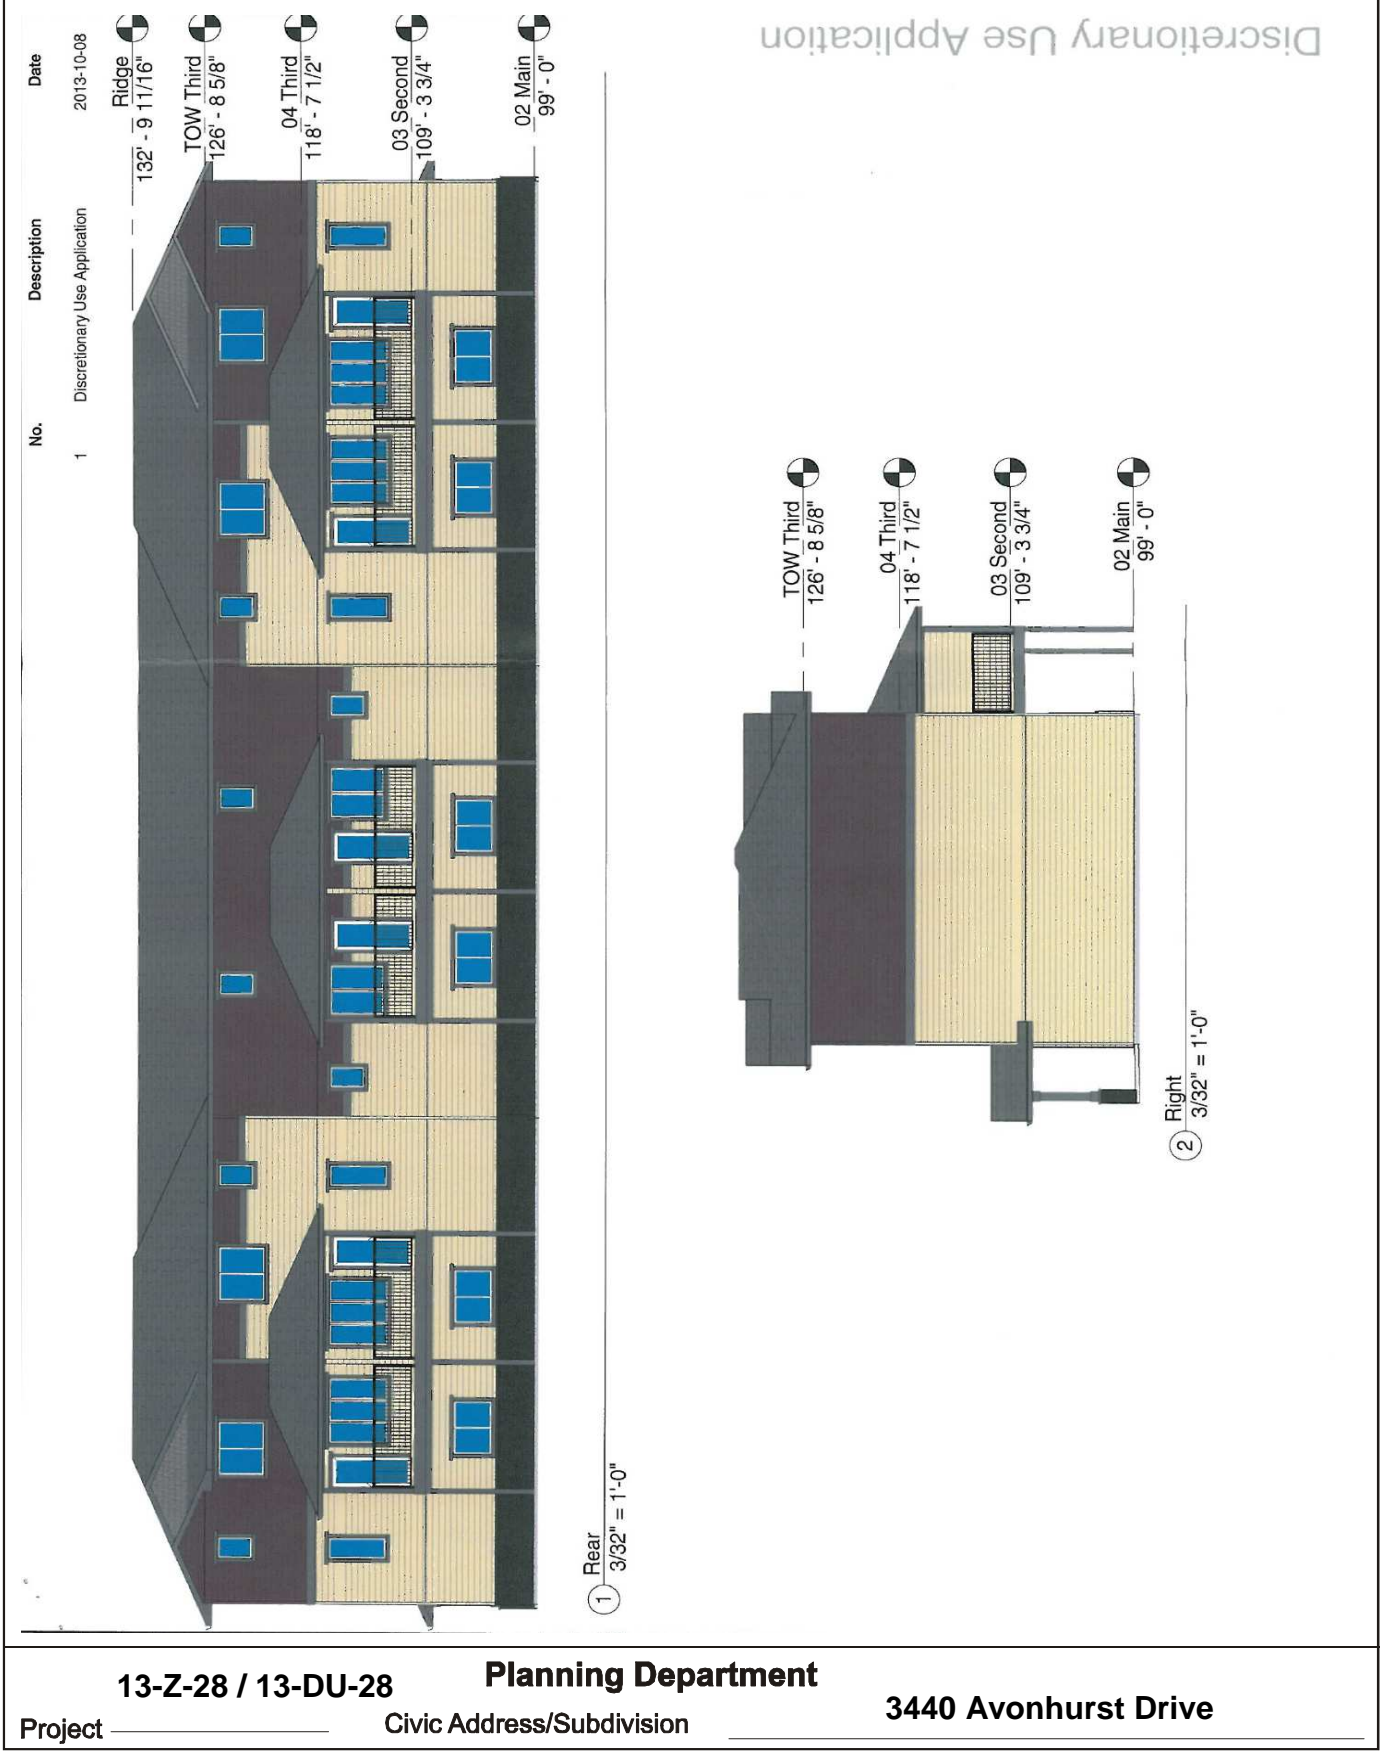 No. Description Date
1 Discretionary Use Application 2013-10-08
Ridge
132' - 9 11/16"
TOW Third
126' - 8 5/8"
04 Third
118' - 7 1/2"
03 Second
109' - 3 3/4"
02 Main
99' - 0"
1 Rear
3/32" = 1'-0"
Discretionary Use Application
TOW Third
126' - 8 5/8"
04 Third
118' - 7 1/2"
03 Second
109' - 3 3/4"
02 Main
99' - 0"
2 Right
3/32" = 1'-0"
Planning Department
Project 13-Z-28 / 13-DU-28
Civic Address/Subdivision 3440 Avonhurst Drive